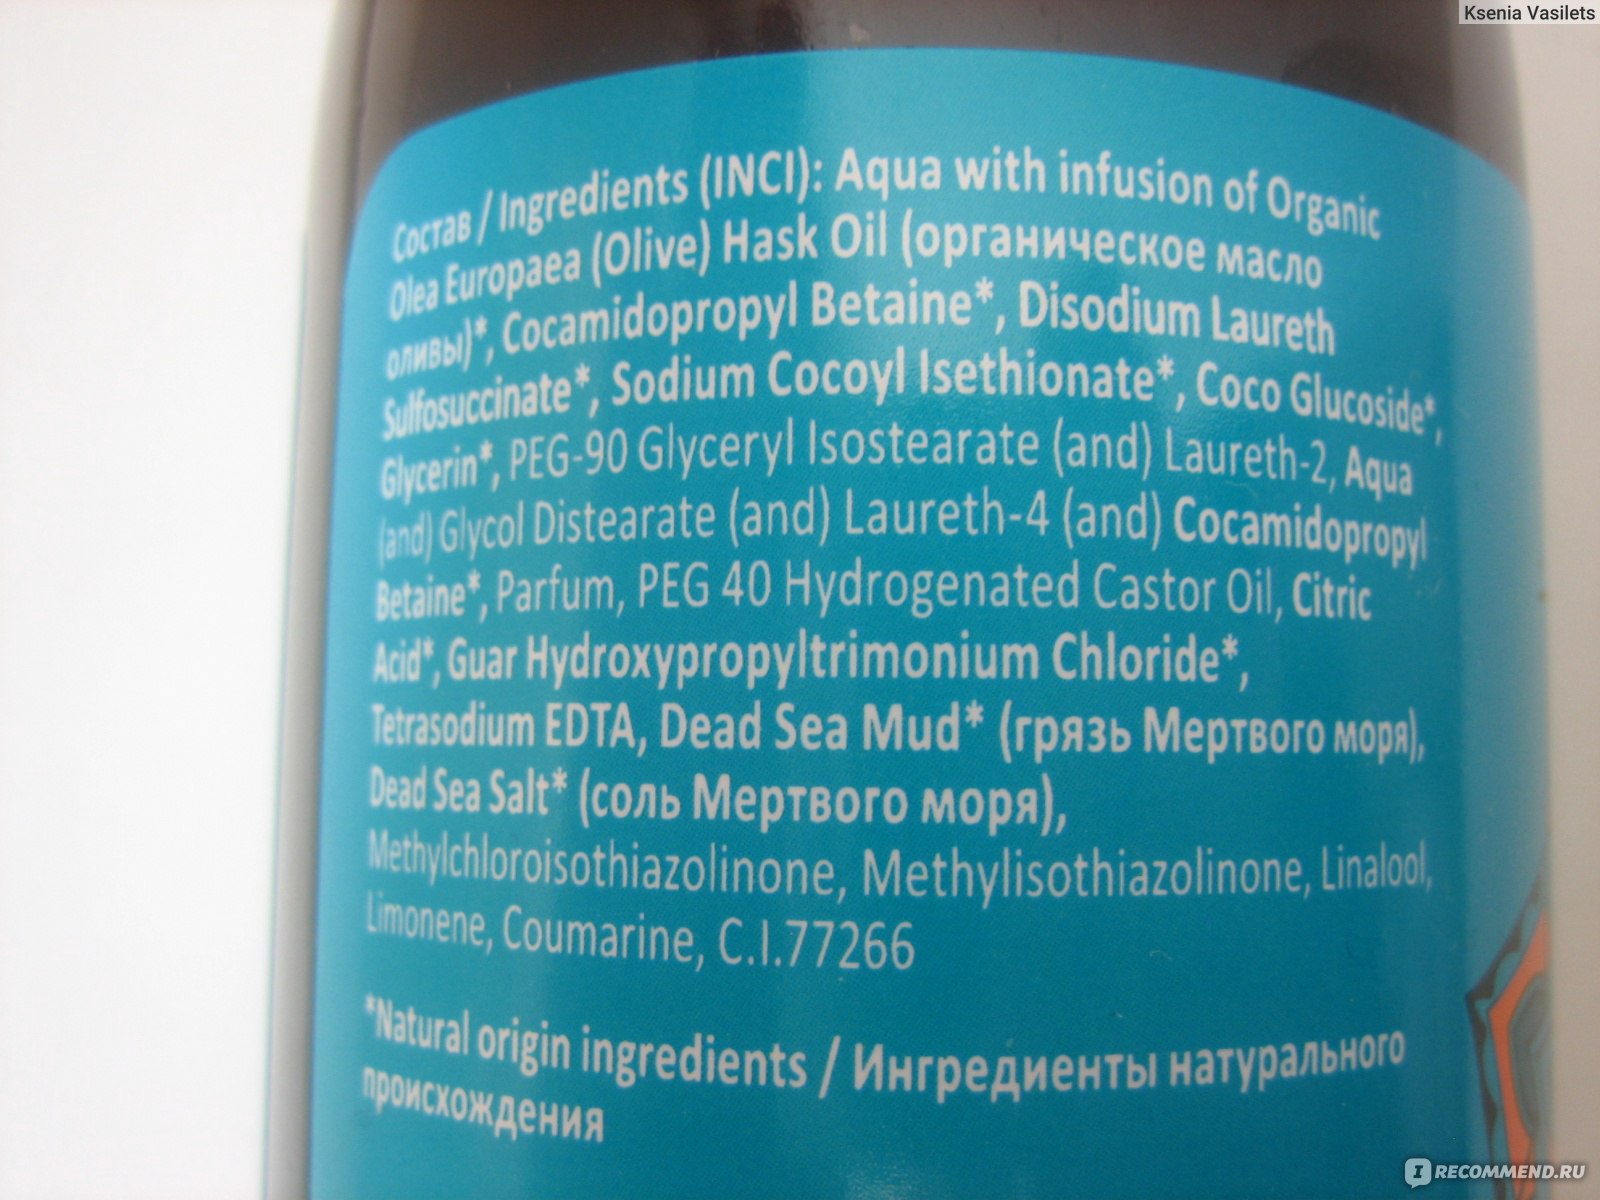 Ksenia Vasilets
Состав / Ingredients (INCI): Aqua with infusion of Organic
Olea Europaea (Olive) Hask Oil (органическое масло
оливы)*, Cocamidopropyl Betaine*, Disodium Laureth
Sulfosuccinate*, Sodium Cocoyl Isethionate*, Coco Glucoside*,
Glycerin*, PEG-90 Glyceryl Isostearate (and) Laureth-2, Aqua
(and) Glycol Distearate (and) Laureth-4 (and) Cocamidopropyl
Betaine*, Parfum, PEG 40 Hydrogenated Castor Oil, Citric
Acid*, Guar Hydroxypropyltrimonium Chloride*,
Tetrasodium EDTA, Dead Sea Mud* (грязь Мертвого моря),
Dead Sea Salt* (соль Мертвого моря),
Methylchloroisothiazolinone, Methylisothiazolinone, Linalool,
Limonene, Coumarine, C.I.77266
*Natural origin ingredients / Ингредиенты натурального
происхождения
IRECOMMEND.RU